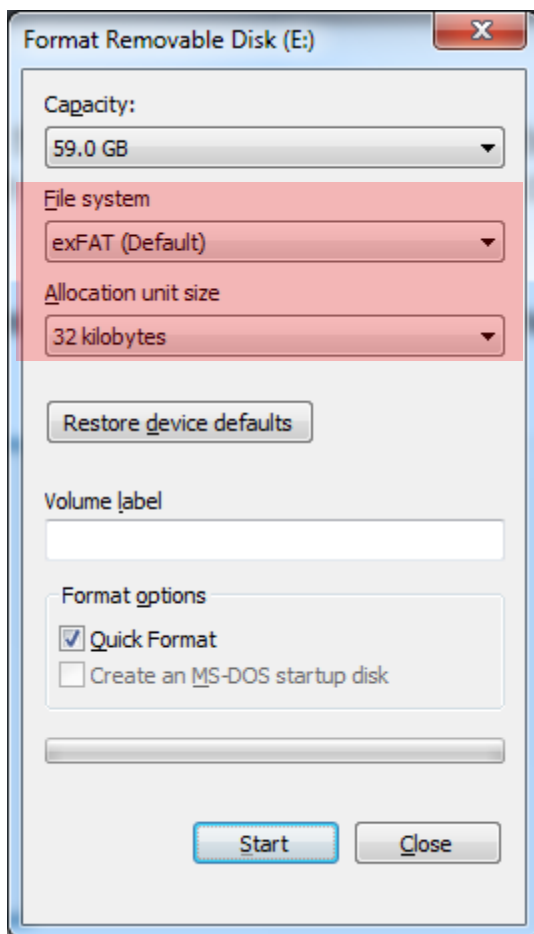 Format Removable Disk (E:)
Capacity:
59.0 GB
File system
exFAT (Default)
Allocation unit size
32 kilobytes
Restore device defaults
Volume label
Format options
Quick Format
Create an MS-DOS startup disk
Start Close